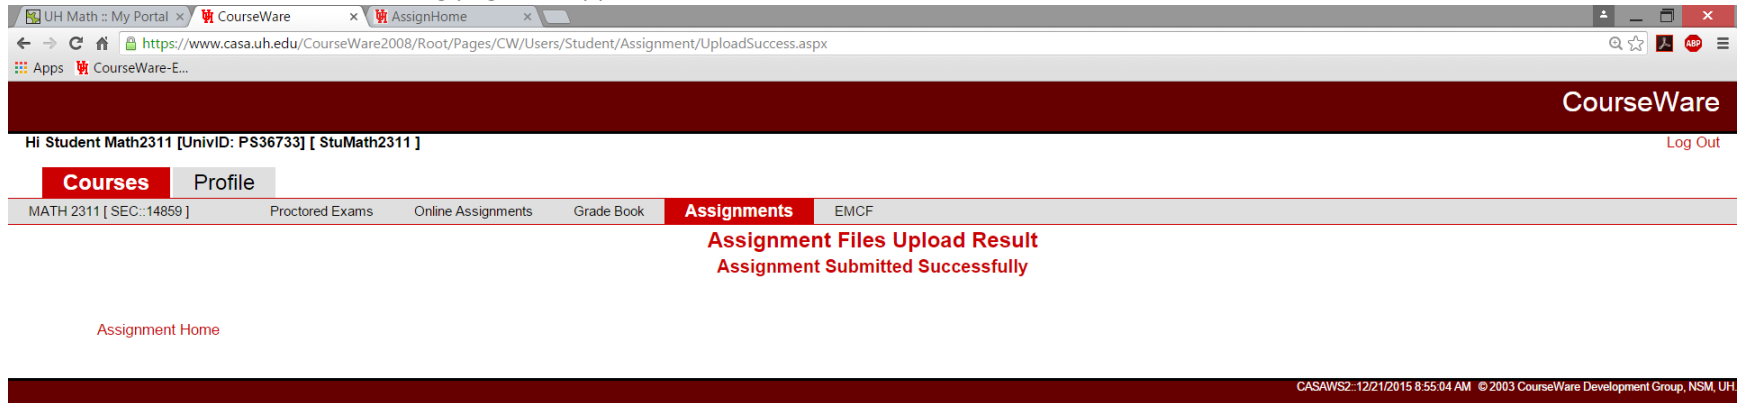 UH Math :: My Portal
CourseWare
AssignHome
https://www.casa.uh.edu/CourseWare2008/Root/Pages/CW/Users/Student/Assignment/UploadSuccess.aspx
ABP
Apps CourseWare-E...
CourseWare
Hi Student Math2311 [UnivID: PS36733] [ StuMath2311 ]
Log Out
Courses Profile
MATH 2311 [ SEC::14859 ] Proctored Exams Online Assignments Grade Book Assignments EMCF
Assignment Files Upload Result
Assignment Submitted Successfully
Assignment Home
CASAWS2::12/21/2015 8:55:04 AM © 2003 CourseWare Development Group, NSM, UH.